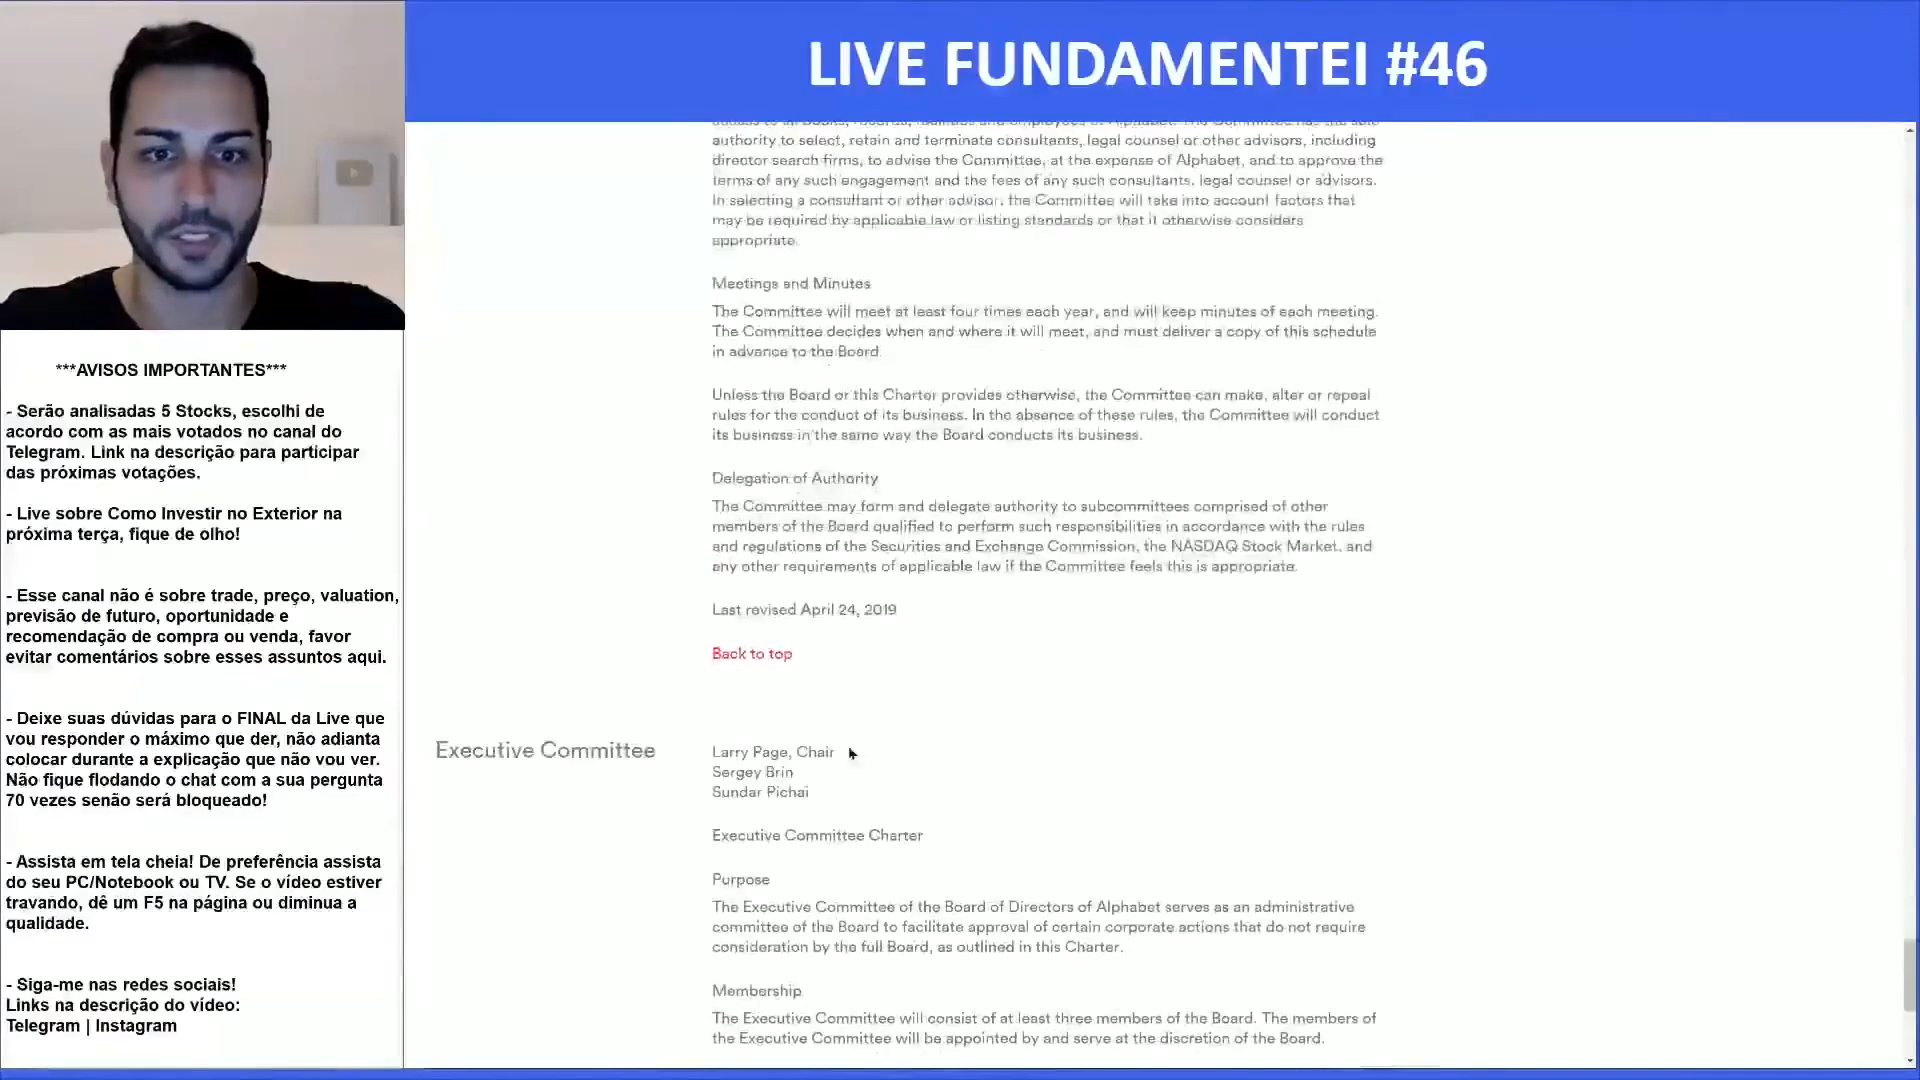 LIVE FUNDAMENTEI #46
authority to select, retain and terminate consultants, legal counsel or other advisors, including
director search firms, to advise the Committee, at the expense of Alphabet, and to approve the
terms of any such engagement and the fees of any such consultants, legal counsel or advisors.
In selecting a consultant or other advisor, the Committee will take into account factors that
may be required by applicable law or listing standards or that it otherwise considers
appropriate.
Meetings and Minutes
The Committee will meet at least four times each year, and will keep minutes of each meeting.
The Committee decides when and where it will meet, and must deliver a copy of this schedule
in advance to the Board.
Unless the Board or this Charter provides otherwise, the Committee can make, alter or repeal
rules for the conduct of its business. In the absence of these rules, the Committee will conduct
its business in the same way the Board conducts its business.
Delegation of Authority
The Committee may form and delegate authority to subcommittees comprised of other
members of the Board qualified to perform such responsibilities in accordance with the rules
and regulations of the Securities and Exchange Commission, the NASDAQ Stock Market, and
any other requirements of applicable law if the Committee feels this is appropriate.
Last revised April 24, 2019
Back to top
Executive Committee
Larry Page, Chair
Sergey Brin
Sundar Pichai
Executive Committee Charter
Purpose
The Executive Committee of the Board of Directors of Alphabet serves as an administrative
committee of the Board to facilitate approval of certain corporate actions that do not require
consideration by the full Board, as outlined in this Charter.
Membership
The Executive Committee will consist of at least three members of the Board. The members of
the Executive Committee will be appointed by and serve at the discretion of the Board.
***AVISOS IMPORTANTES***
- Serão analisadas 5 Stocks, escolhi de
acordo com as mais votados no canal do
Telegram. Link na descrição para participar
das próximas votações.
- Live sobre Como Investir no Exterior na
próxima terça, fique de olho!
- Esse canal não é sobre trade, preço, valuation,
previsão de futuro, oportunidade e
recomendação de compra ou venda, favor
evitar comentários sobre esses assuntos aqui.
- Deixe suas dúvidas para o FINAL da Live que
vou responder o máximo que der, não adianta
colocar durante a explicação que não vou ver.
Não fique flodando o chat com a sua pergunta
70 vezes senão será bloqueado!
- Assista em tela cheia! De preferência assista
do seu PC/Notebook ou TV. Se o vídeo estiver
travando, dê um F5 na página ou diminua a
qualidade.
- Siga-me nas redes sociais!
Links na descrição do vídeo:
Telegram | Instagram